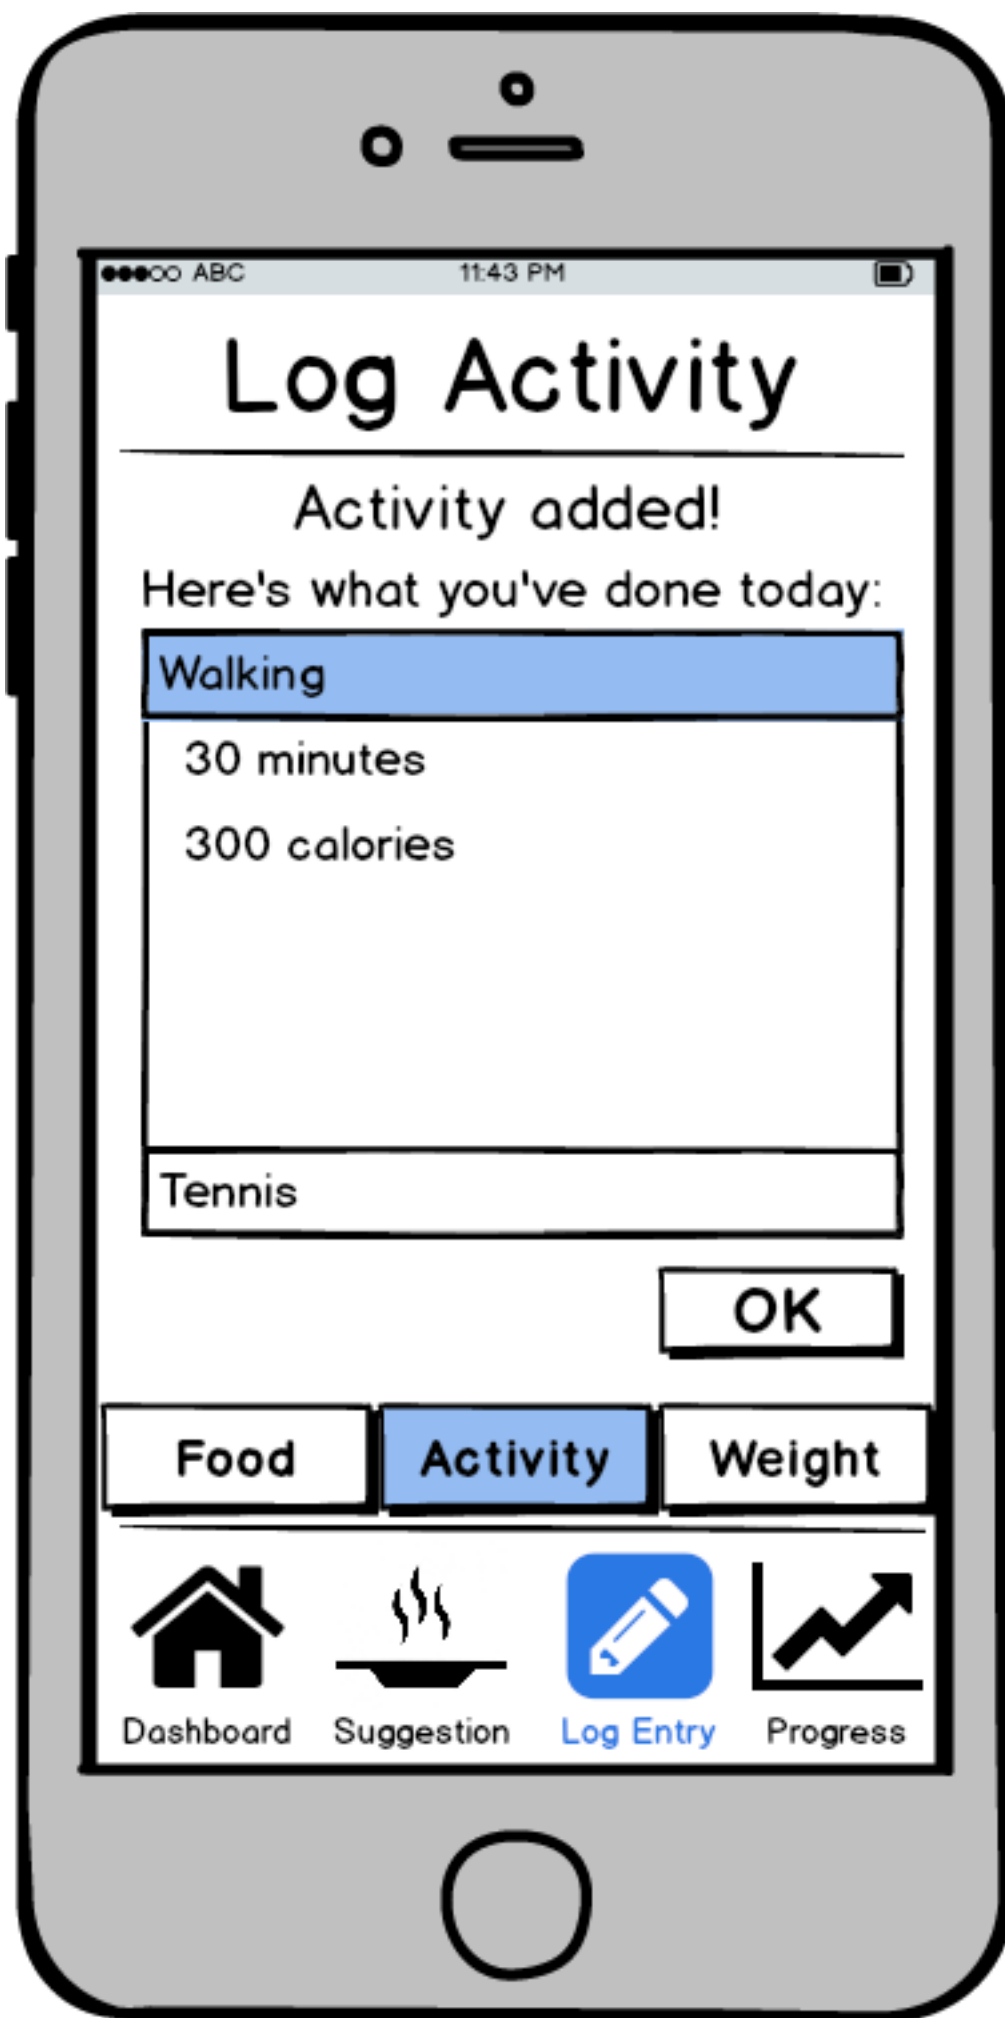 ABC 11:43 PM
Log Activity
Activity added!
Here's what you've done today:
Walking
30 minutes
300 calories
Tennis
OK
Food Activity Weight
Dashboard Suggestion Log Entry Progress